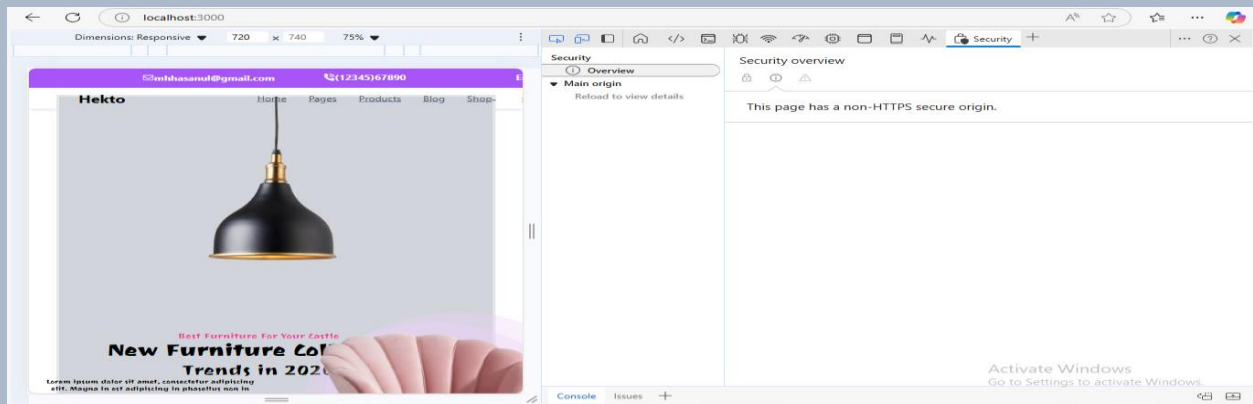 localhost:3000
Dimensions: Responsive 720 x 740 75%
Security
mhhasanul@gmail.com (12345)67890
Hekto Home Pages Products Blog Shop
Best Furniture For Your Castle
New Furniture Col
Trends in 202
Lorem ipsum dolor sit amet, consectetur adipiscing
elit. Magna in est adipiscing in phasellus non in
Security
Overview
Main origin
Reload to view details
Security overview
This page has a non-HTTPS secure origin.
Activate Windows
Go to Settings to activate Windows.
Console Issues